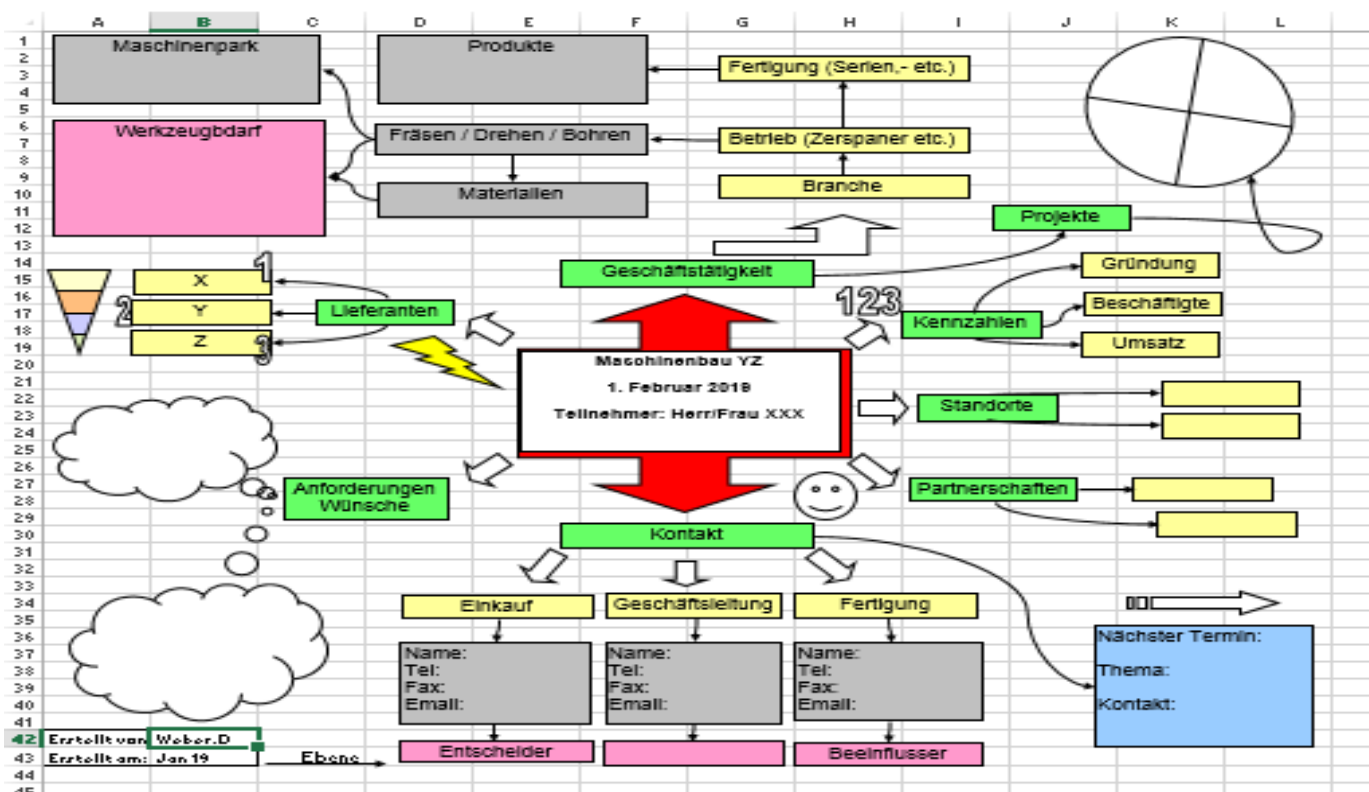 A B C D E F G H I J K L
1
2
3
4
5
6
7
8
9
10
11
12
13
14
15
16
17
18
19
20
21
22
23
24
25
26
27
28
29
30
31
32
33
34
35
36
37
38
39
40
41
42
43
44
45
Maschinenpark
Produkte
Fertigung (Serien,- etc.)
Werkzeugbdarf
Fräsen / Drehen / Bohren
Betrieb (Zerspaner etc.)
Materialien
Branche
Projekte
Geschäftstätigkeit
Gründung
X
1
Y
2
Z
3
Lieferanten
123
Kennzahlen
Beschäftigte
Umsatz
Maschinenbau YZ
1. Februar 2019
Teilnehmer: Herr/Frau XXX
Standorte
Anforderungen
Wünsche
Partnerschaften
Kontakt
Einkauf
Geschäftsleitung
Fertigung
Name:
Tel:
Fax:
Email:
Name:
Tel:
Fax:
Email:
Name:
Tel:
Fax:
Email:
Nächster Termin:
Thema:
Kontakt:
Erstellt von Weber.D
Erstellt am: Jan 19
Ebene
Entscheider
Beeinflusser